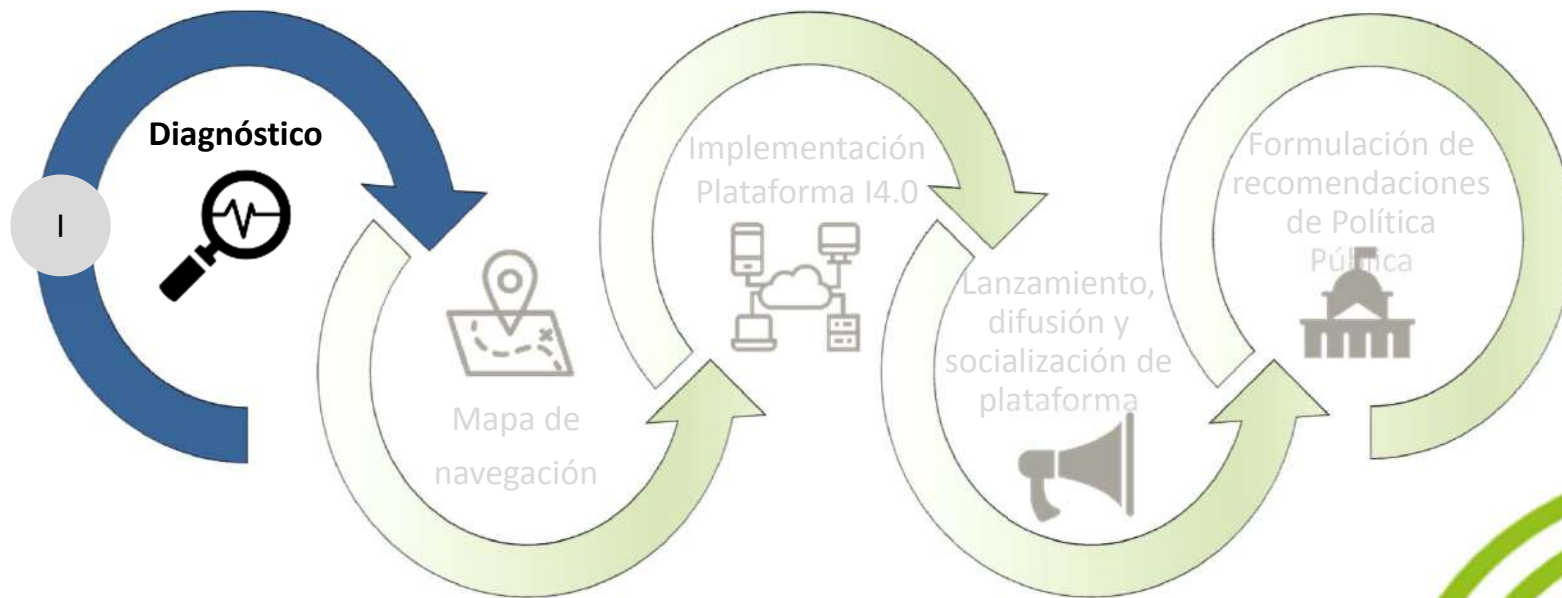 Diagnóstico
I
Mapa de
navegación
Implementación
Plataforma I4.0
Lanzamiento,
difusión y
socialización de
plataforma
Formulación de
recomendaciones
de Política
Pública